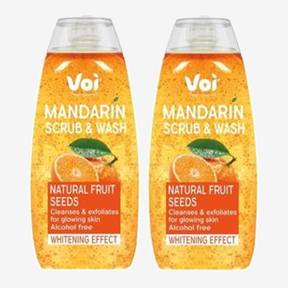 Voi
MANDARIN
SCRUB & WASH
NATURAL FRUIT
SEEDS
Cleanses & exfoliates
for glowing skin
Alcohol free
WHITENING EFFECT
Voi
MANDARIN
SCRUB & WASH
NATURAL FRUIT
SEEDS
Cleanses & exfoliates
for glowing skin
Alcohol free
WHITENING EFFECT